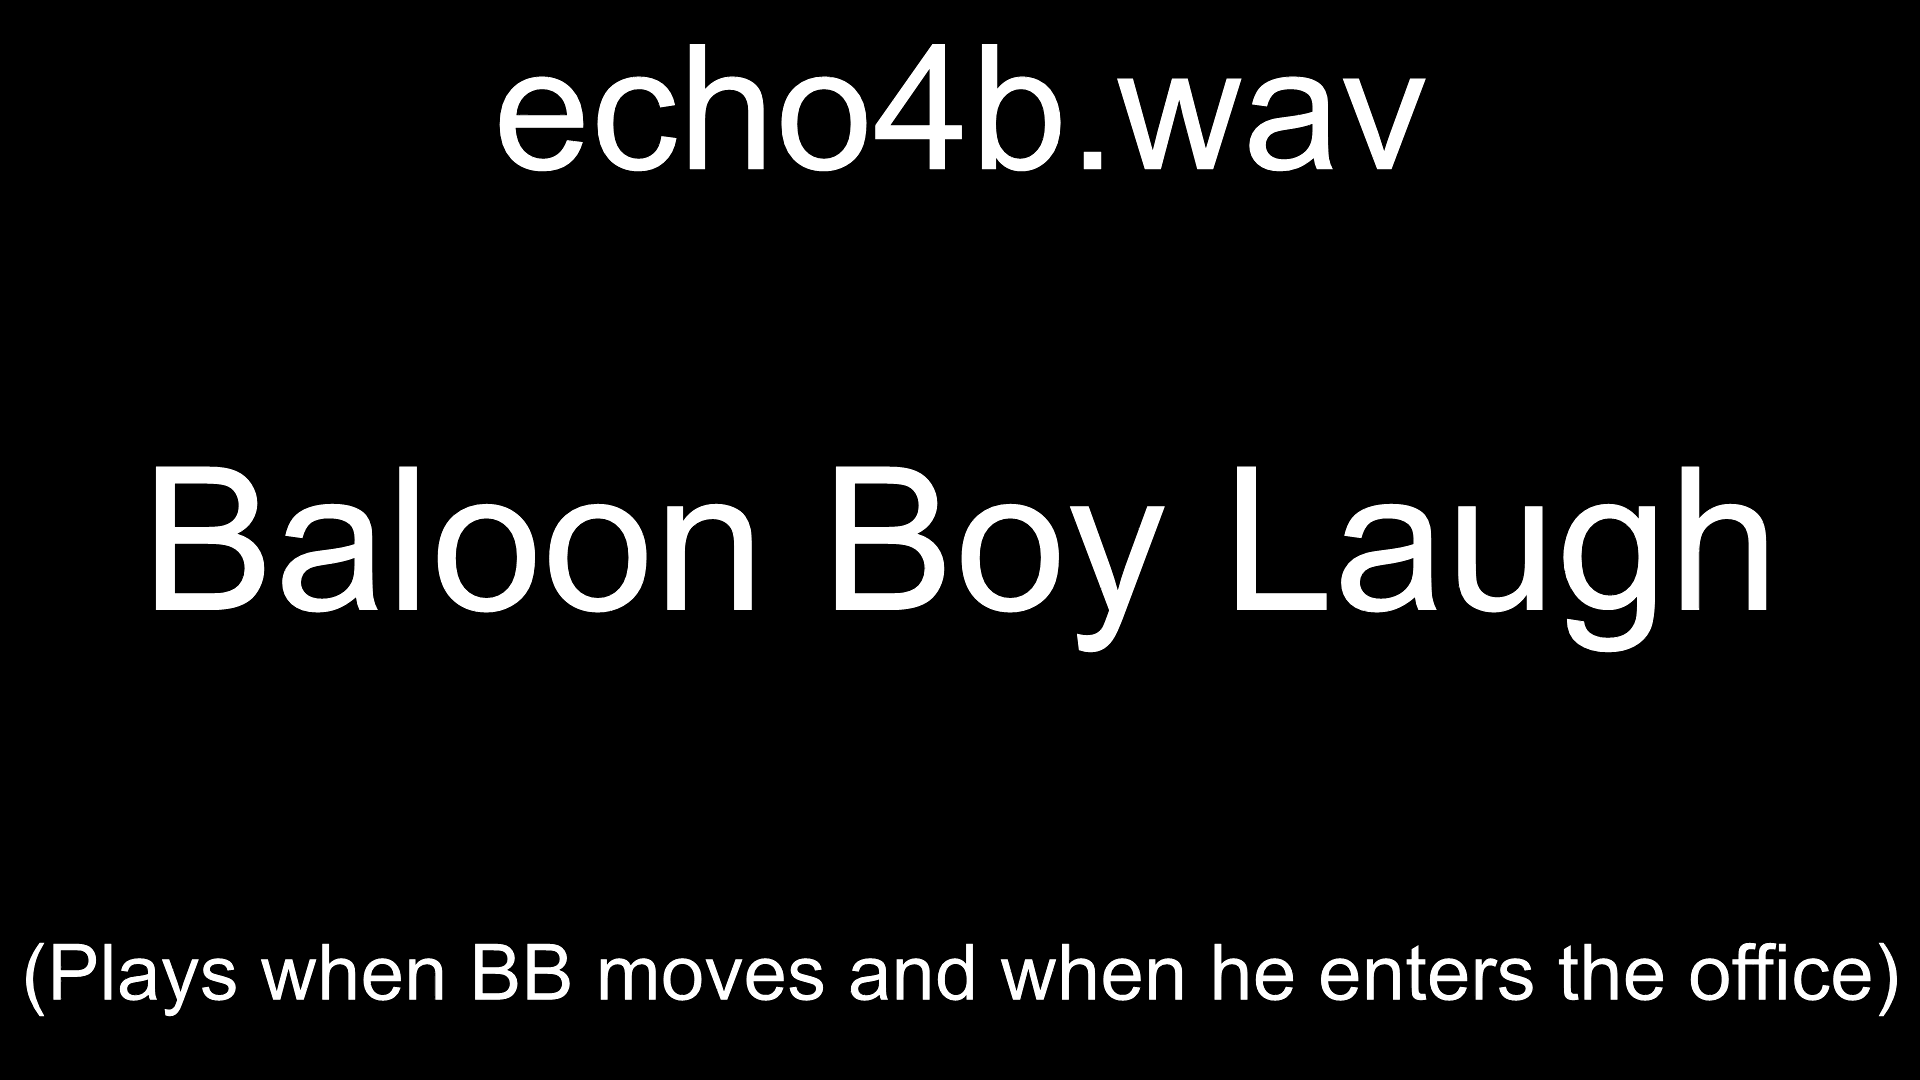 echo4b.wav
Baloon Boy Laugh
(Plays when BB moves and when he enters the office)